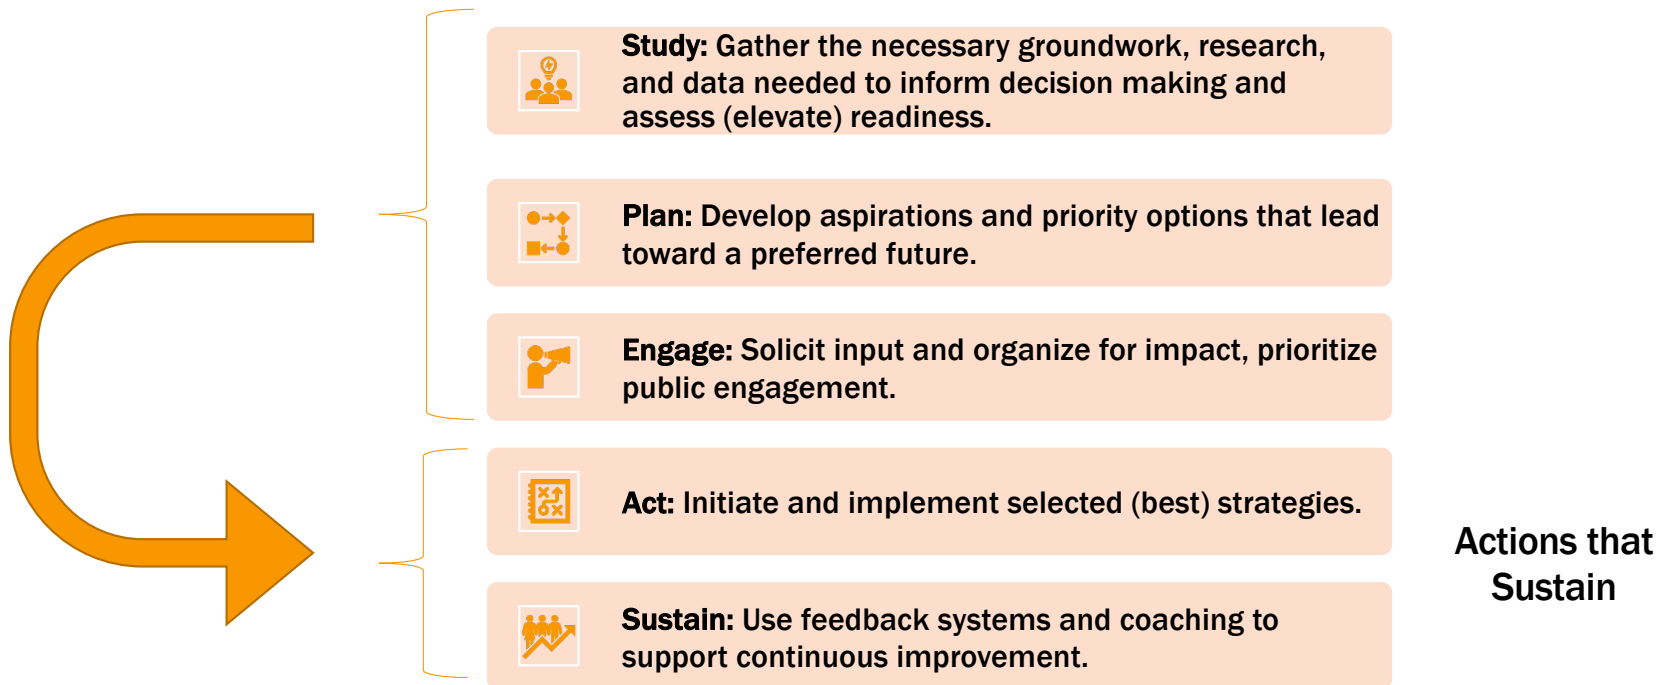 Study: Gather the necessary groundwork, research,
and data needed to inform decision making and
assess (elevate) readiness.
Plan: Develop aspirations and priority options that lead
toward a preferred future.
Engage: Solicit input and organize for impact, prioritize
public engagement.
Act: Initiate and implement selected (best) strategies.
Actions that
Sustain
Sustain: Use feedback systems and coaching to
support continuous improvement.